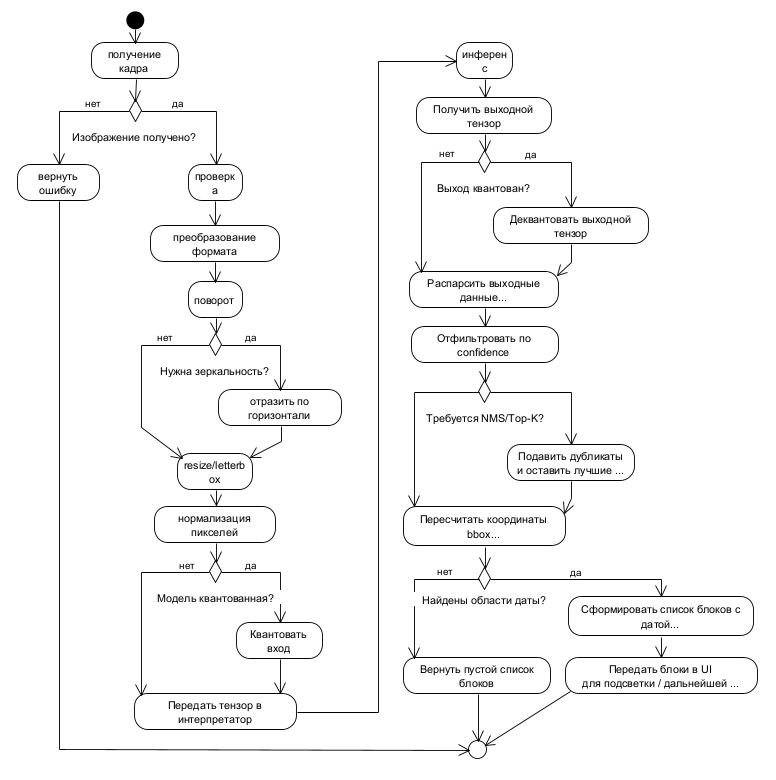 получение
кадра
нет
да
Изображение получено?
вернуть
ошибку
проверк
а
преобразование
формата
поворот
нет
да
Нужна зеркальность?
отразить по
горизонтали
resize/letterb
ox
нормализация
пикселей
нет
да
Модель квантованная?
Квантовать
вход
Передать тензор в
интерпретатор
инферен
с
Получить выходной
тензор
нет
да
Выход квантован?
Деквантовать выходной
тензор
Распарсить выходные
данные...
Отфильтровать по
confidence
Требуется NMS/Top-K?
Подавить дубликаты
и оставить лучшие ...
Пересчитать координаты
bbox...
нет
да
Найдены области даты?
Сформировать список блоков с
датой...
Вернуть пустой список
блоков
Передать блоки в UI
для подсветки / дальнейшей ...